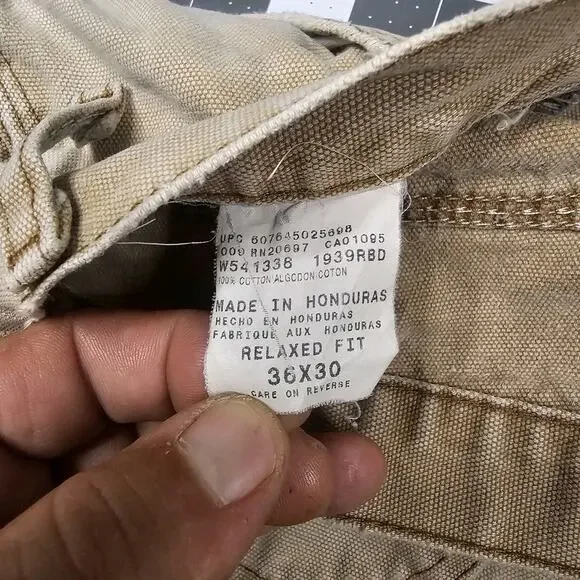 UPC 607645025698
009 RN20697 CA01095
W541338 1939RBD
100% COTTON ALGODON COTON
MADE IN HONDURAS
HECHO EN HONDURAS
FABRIQUE AUX HONDURAS
RELAXED FIT
36X30
CARE ON REVERSE